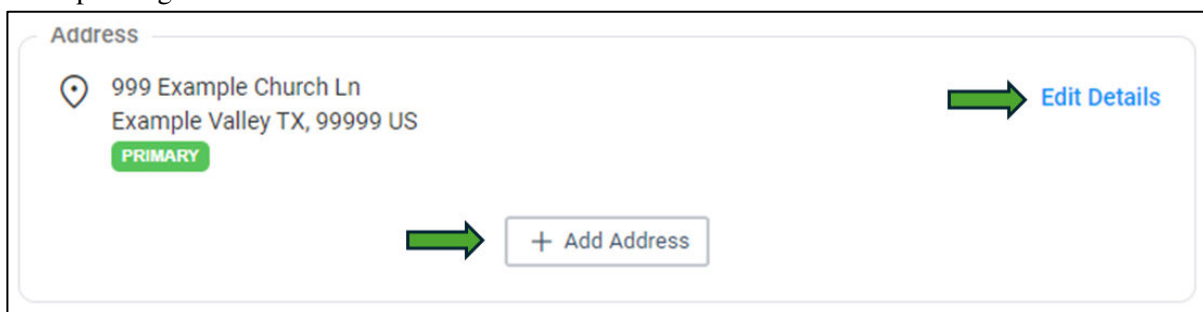 Address
999 Example Church Ln
Edit Details
Example Valley TX, 99999 US
PRIMARY
+ Add Address